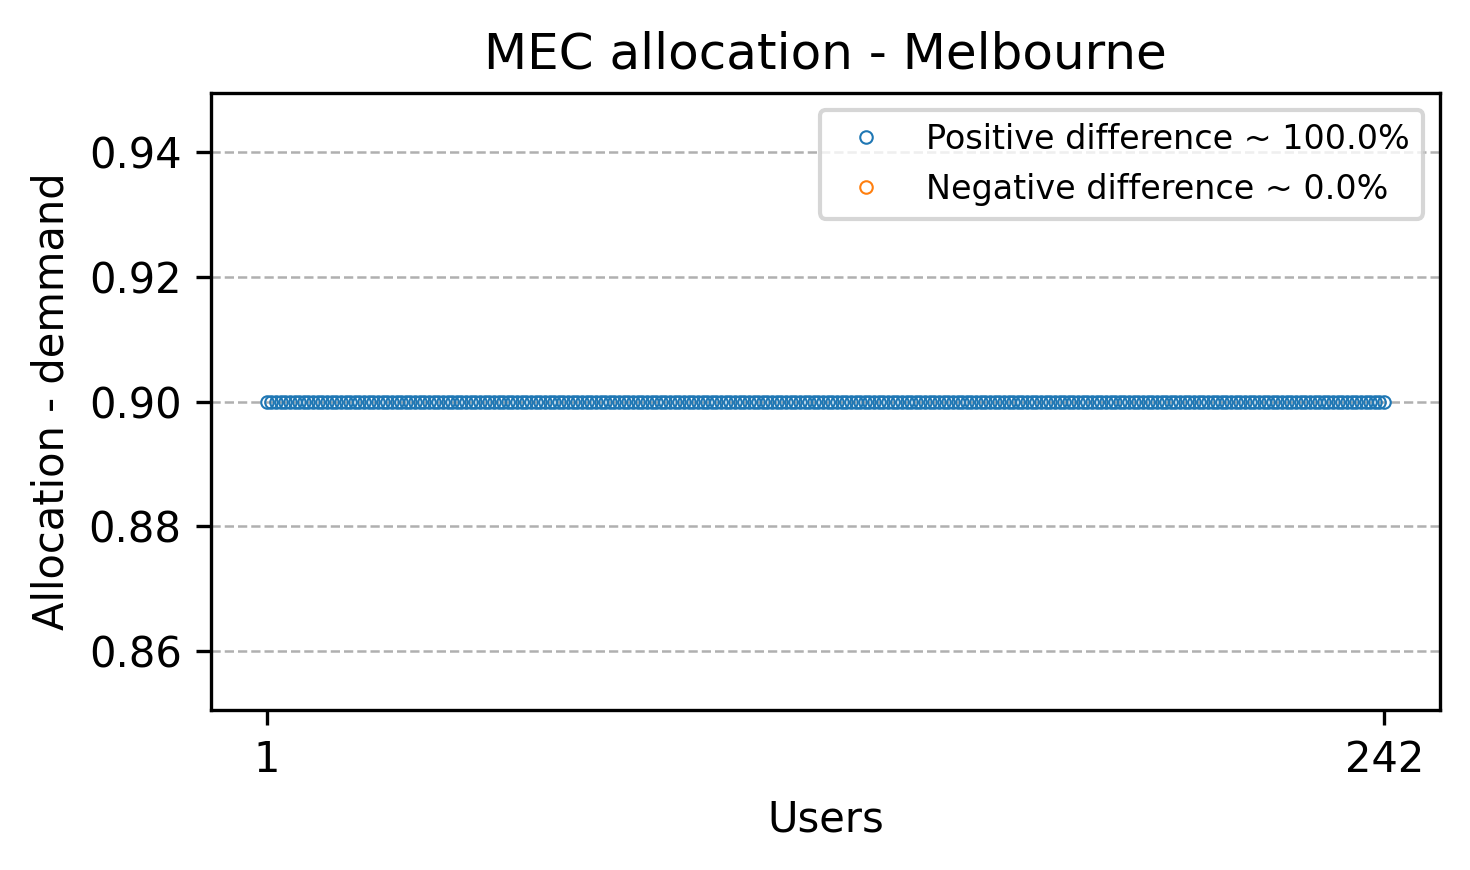 MEC allocation - Melbourne
Positive difference ~ 100.0%
Negative difference ~ 0.0%
Allocation - demmand
0.94
0.92
0.90
0.88
0.86
1
242
Users